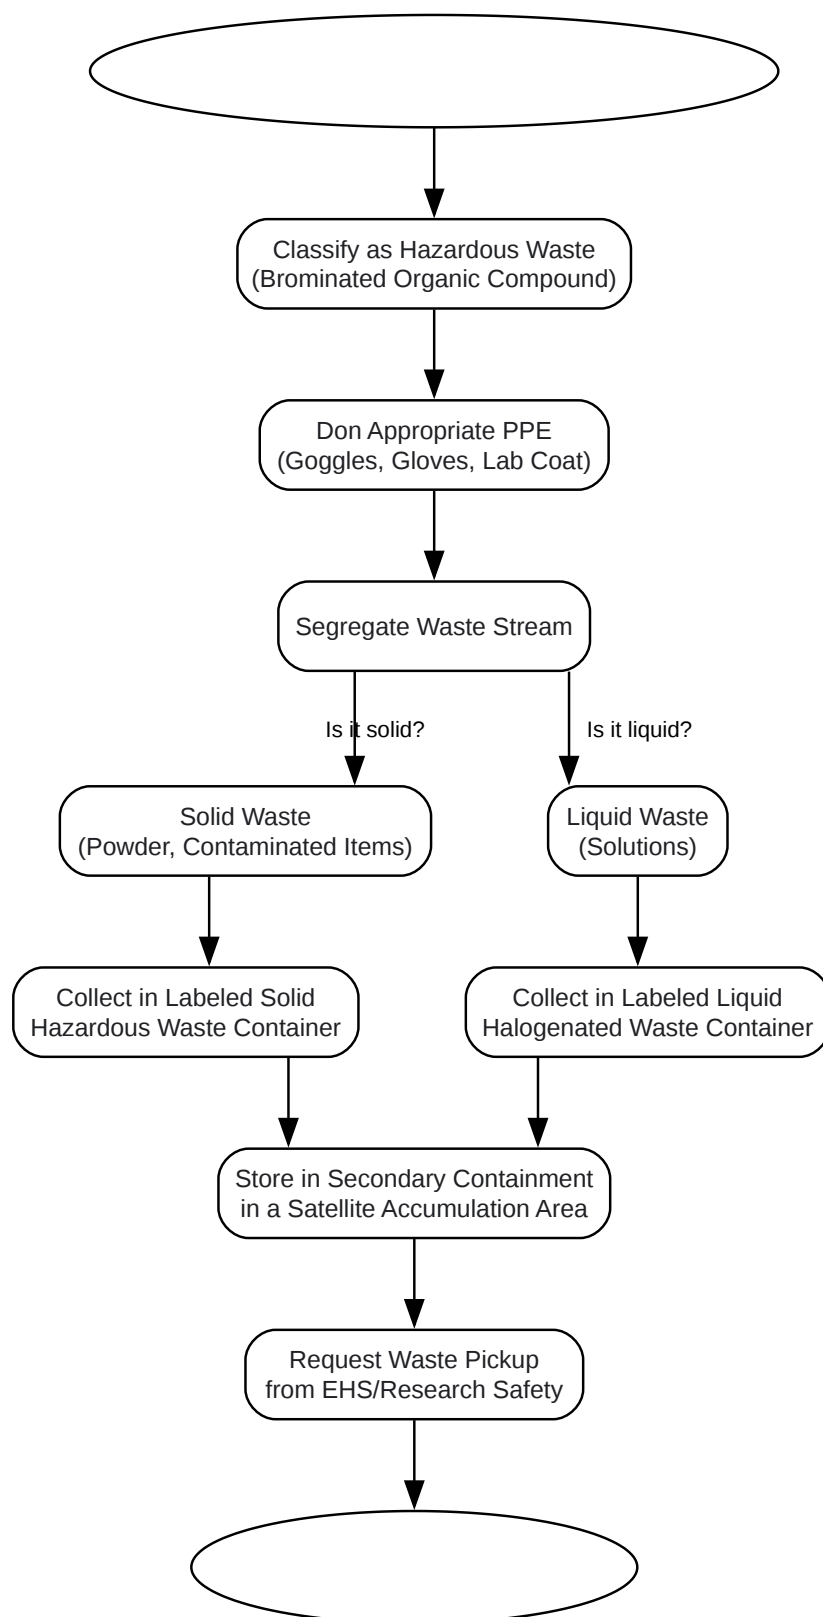 Classify as Hazardous Waste
(Brominated Organic Compound)
Don Appropriate PPE
(Goggles, Gloves, Lab Coat)
Segregate Waste Stream
Is it solid?
Is it liquid?
Solid Waste
(Powder, Contaminated Items)
Liquid Waste
(Solutions)
Collect in Labeled Solid
Hazardous Waste Container
Collect in Labeled Liquid
Halogenated Waste Container
Store in Secondary Containment
in a Satellite Accumulation Area
Request Waste Pickup
from EHS/Research Safety